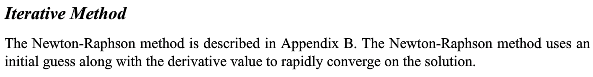 Iterative Method
The Newton-Raphson method is described in Appendix B. The Newton-Raphson method uses an
initial guess along with the derivative value to rapidly converge on the solution.